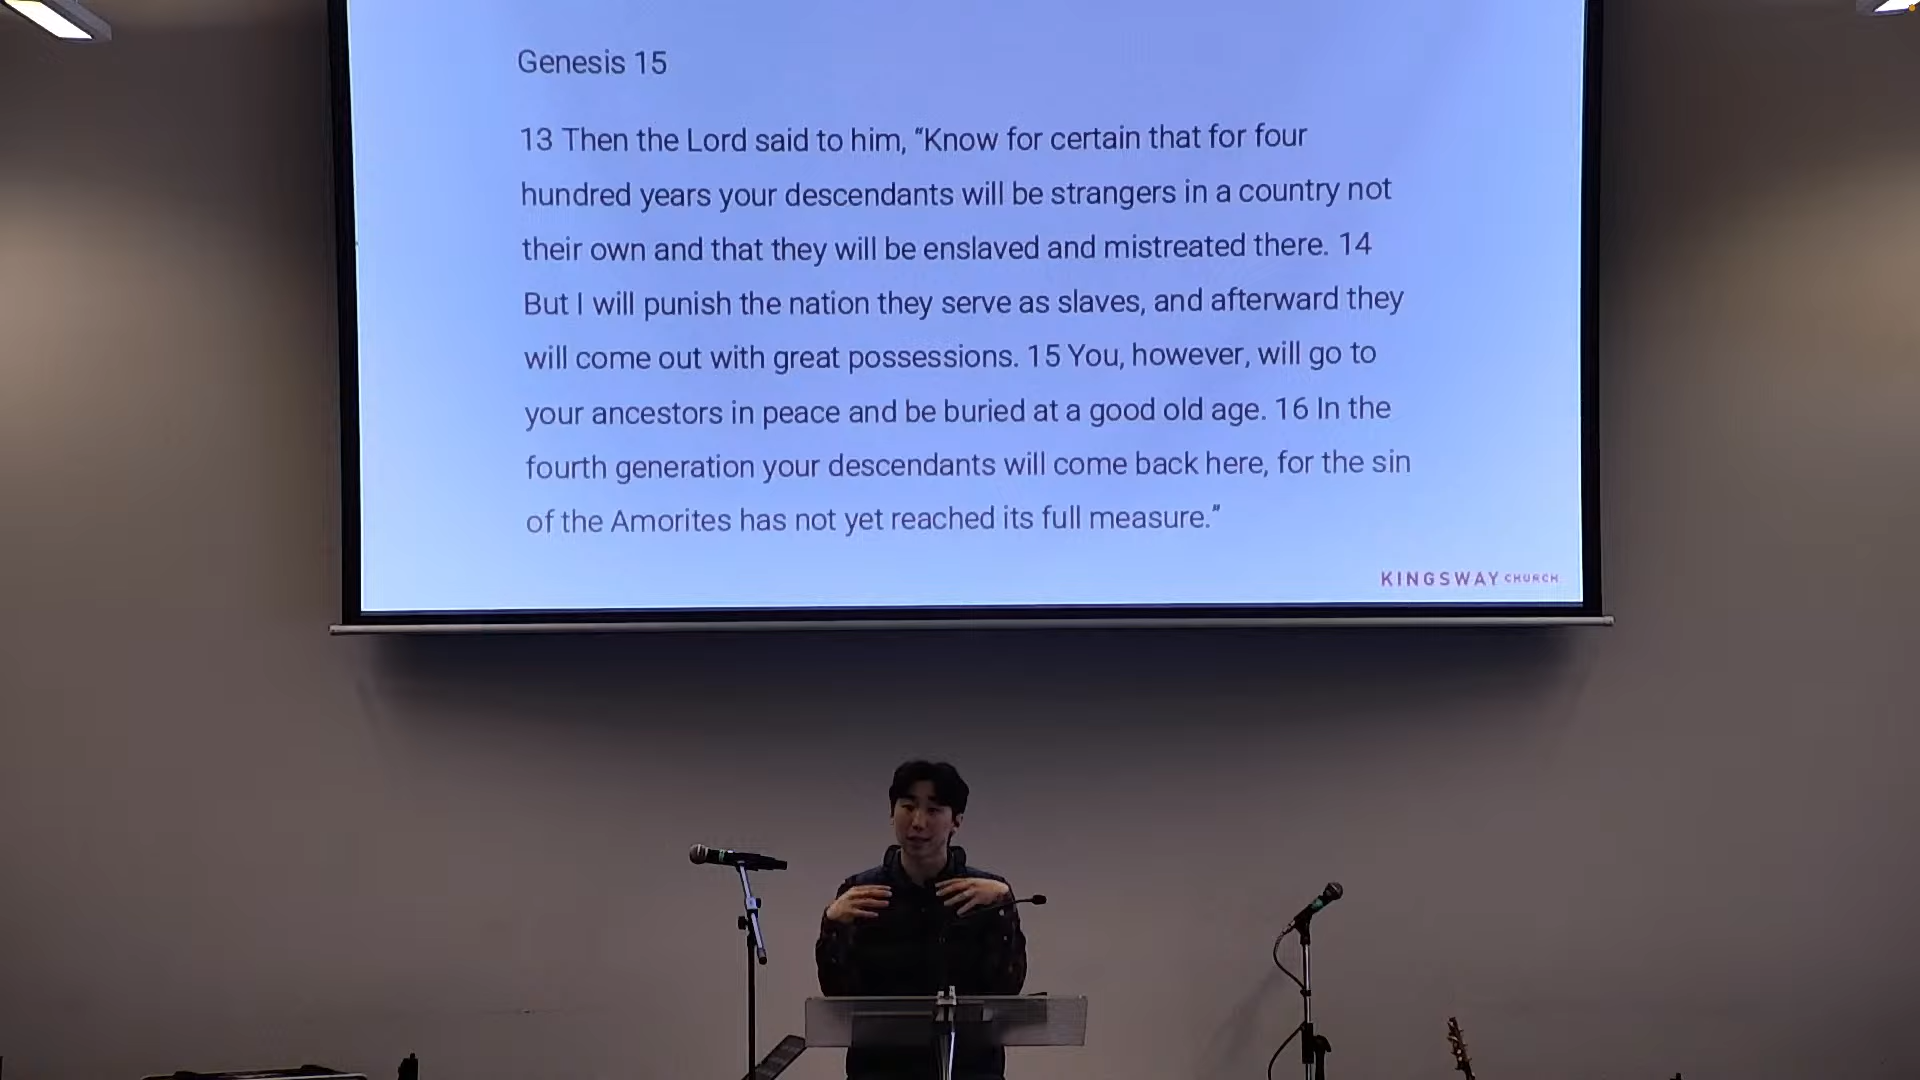 Genesis 15
13 Then the Lord said to him, “Know for certain that for four
hundred years your descendants will be strangers in a country not
their own and that they will be enslaved and mistreated there. 14
But I will punish the nation they serve as slaves, and afterward they
will come out with great possessions. 15 You, however, will go to
your ancestors in peace and be buried at a good old age. 16 In the
fourth generation your descendants will come back here, for the sin
of the Amorites has not yet reached its full measure.”
KINGSWAY CHURCH